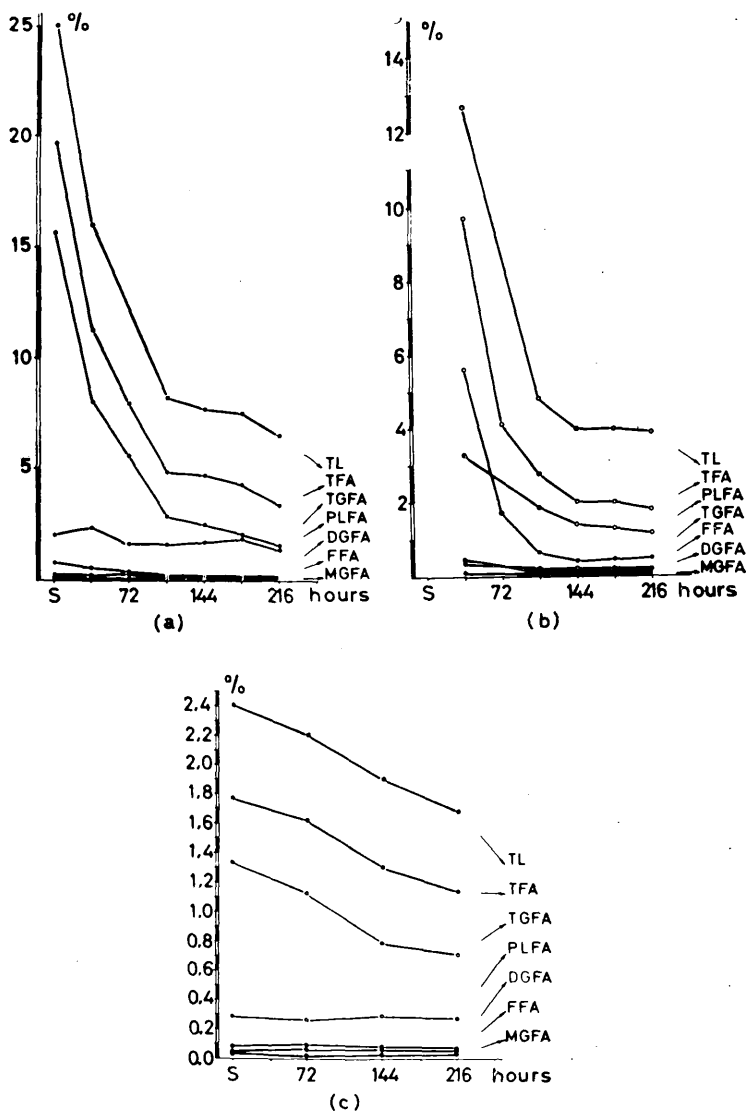 %
25
20
15
10
5
TL
TFA
TGFA
PLFA
DGFA
FFA
MGFA
S 72 144 216 hours
(a)
%
14
12
10
8
6
4
2
TL
TFA
PLFA
TGFA
FFA
DGFA
MGFA
S 72 144 216 hours
(b)
%
2.4
2.2
2.0
1.8
1.6
1.4
1.2
1.0
0.8
0.6
0.4
0.2
0.0
TL
TFA
TGFA
PLFA
DGFA
FFA
MGFA
S 72 144 216 hours
(c)